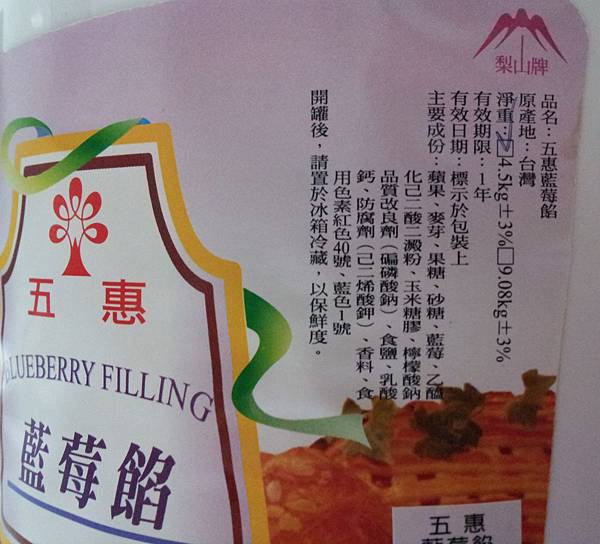 梨山牌
品名：五惠藍莓餡
原產地：台灣
淨重：☑4.5kg±3%□9.08kg±3%
有效期限：1年
有效日期：標示於包裝上
主要成份：蘋果、麥芽、果糖、砂糖、藍莓、乙醯
化己二酸二澱粉、玉米糖膠、檸檬酸鈉
品質改良劑（偏磷酸鈉）、食鹽、乳酸
鈣、防腐劑（己二烯酸鉀）、香料、食
用色素紅色40號、藍色1號
開罐後，請置於冰箱冷藏，以保鮮度。
五惠
BLUEBERRY FILLING
藍莓餡
五惠
藍莓餡